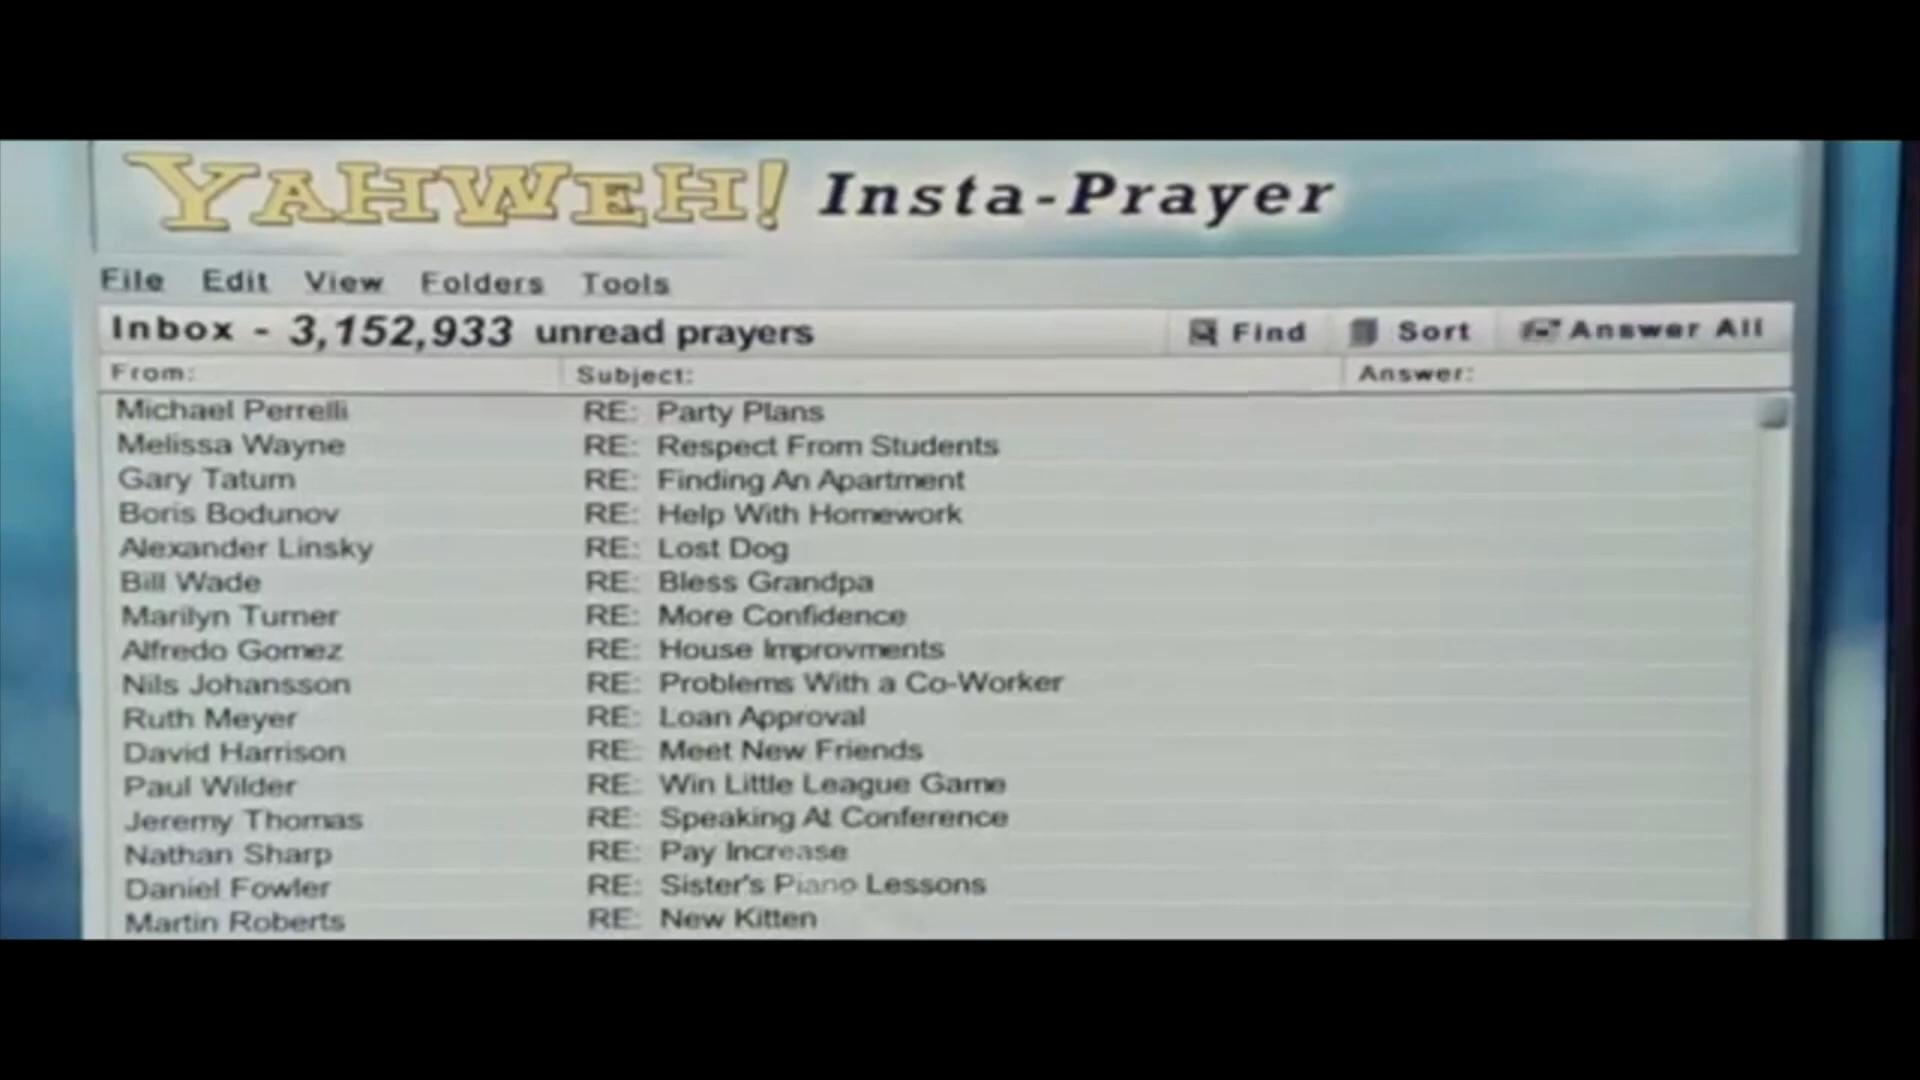 YAHWEH! Insta-Prayer
File Edit View Folders Tools
Inbox - 3,152,933 unread prayers Find Sort Answer All
From: Subject: Answer:
Michael Perrelli RE: Party Plans
Melissa Wayne RE: Respect From Students
Gary Tatum RE: Finding An Apartment
Boris Bodunov RE: Help With Homework
Alexander Linsky RE: Lost Dog
Bill Wade RE: Bless Grandpa
Marilyn Turner RE: More Confidence
Alfredo Gomez RE: House Improvments
Nils Johansson RE: Problems With a Co-Worker
Ruth Meyer RE: Loan Approval
David Harrison RE: Meet New Friends
Paul Wilder RE: Win Little League Game
Jeremy Thomas RE: Speaking At Conference
Nathan Sharp RE: Pay Increase
Daniel Fowler RE: Sister's Piano Lessons
Martin Roberts RE: New Kitten